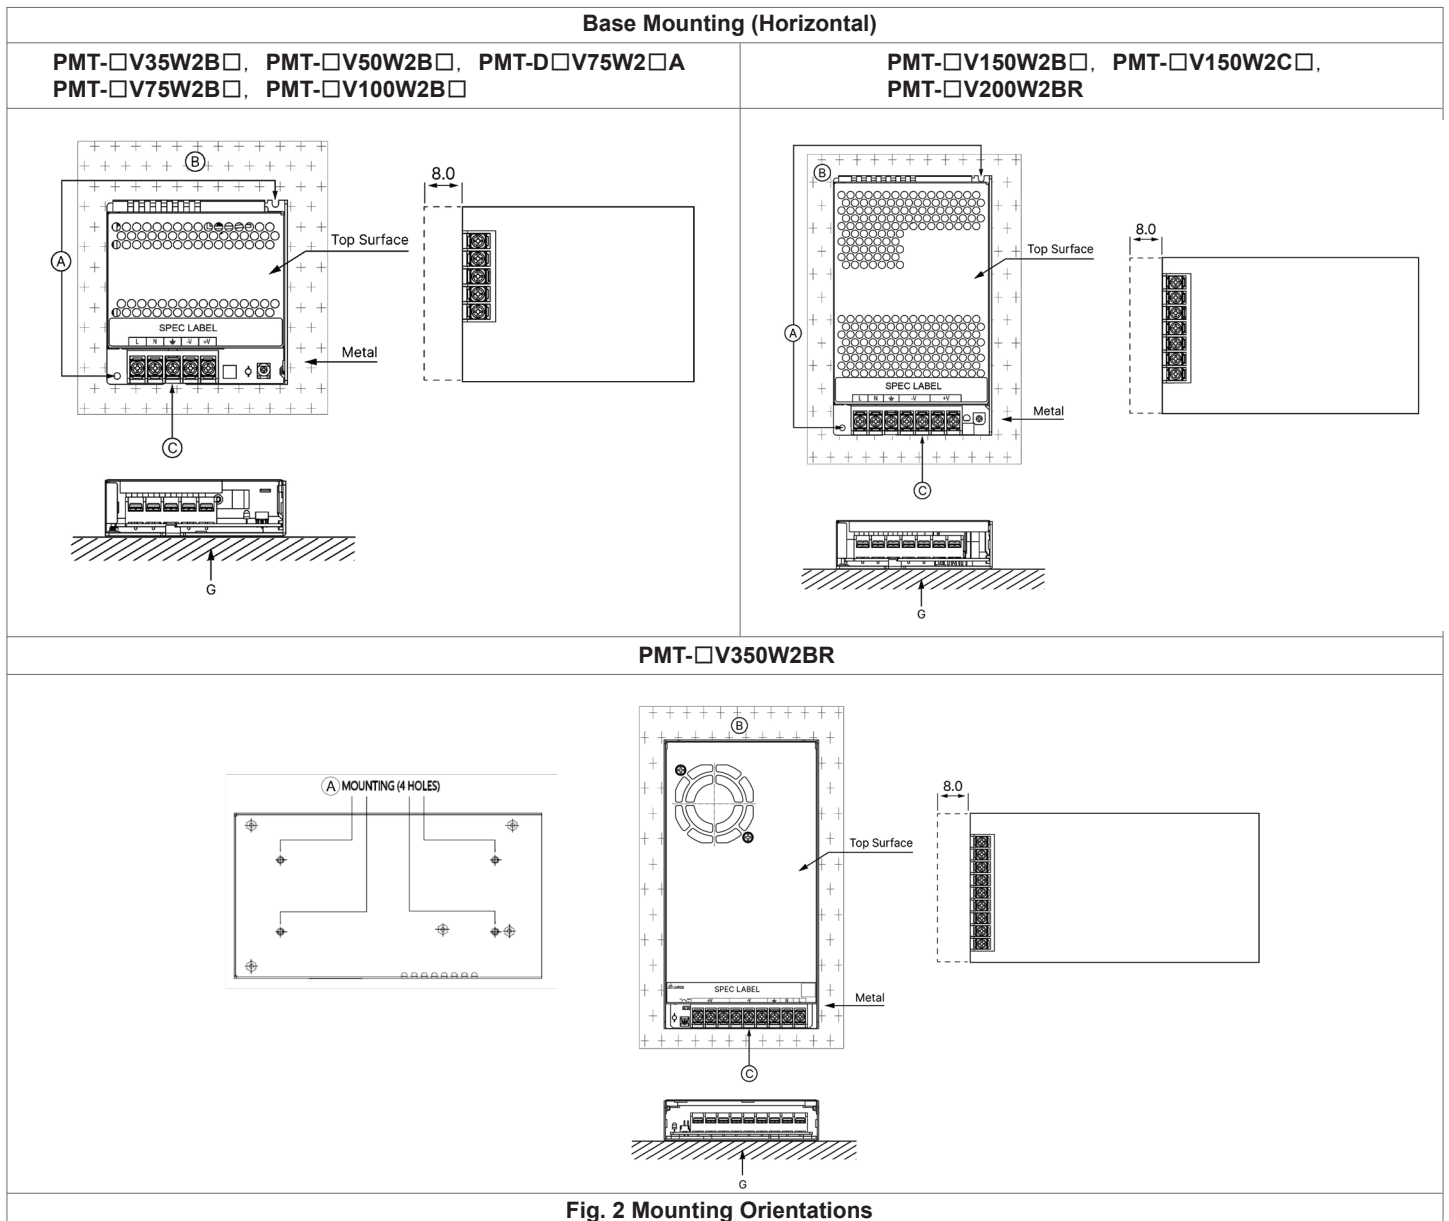 Base Mounting (Horizontal)
PMT-□V35W2B□, PMT-□V50W2B□, PMT-D□V75W2□A
PMT-□V75W2B□, PMT-□V100W2B□
PMT-□V150W2B□, PMT-□V150W2C□,
PMT-□V200W2BR
B
A
Top Surface
SPEC LABEL
L N -V +V
Metal
C
G
8.0
B
A
Top Surface
SPEC LABEL
L N -V +V
Metal
C
G
8.0
PMT-□V350W2BR
A MOUNTING (4 HOLES)
B
Top Surface
SPEC LABEL
+V -V N L
Metal
C
G
8.0
Fig. 2 Mounting Orientations